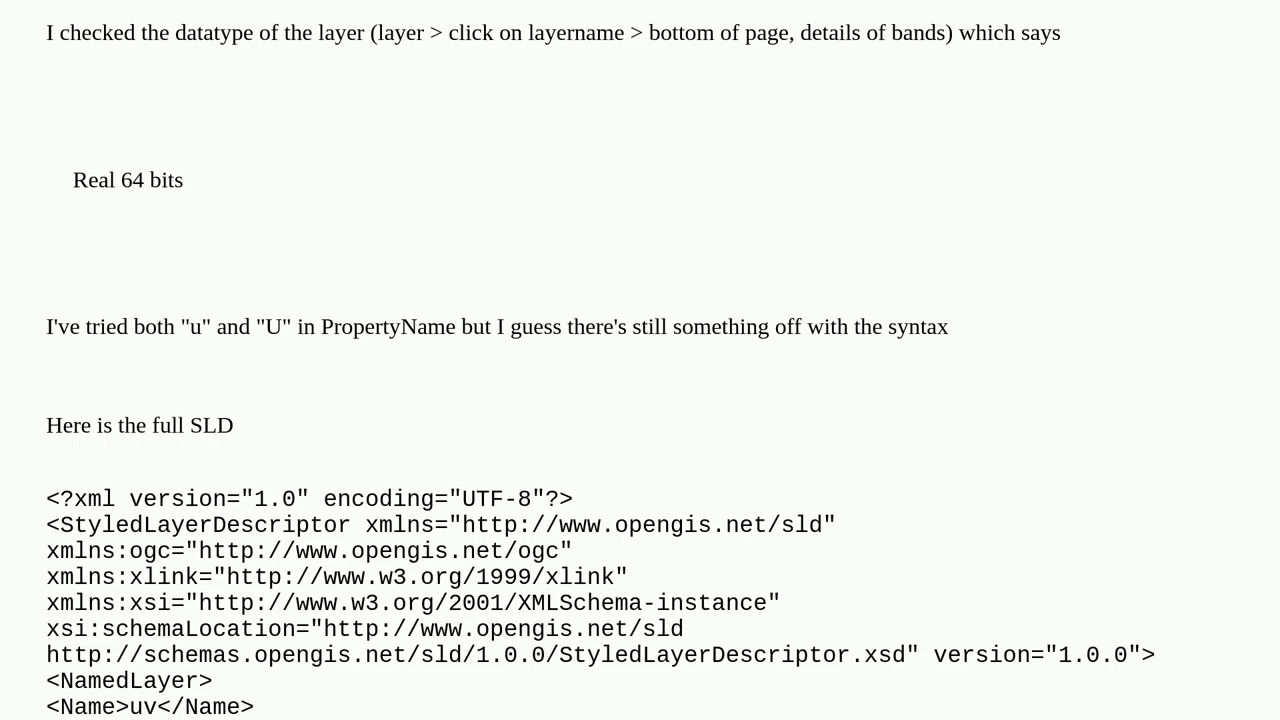 I checked the datatype of the layer (layer > click on layername > bottom of page, details of bands) which says
Real 64 bits
I've tried both "u" and "U" in PropertyName but I guess there's still something off with the syntax
Here is the full SLD
<?xml version="1.0" encoding="UTF-8"?>
<StyledLayerDescriptor xmlns="http://www.opengis.net/sld"
xmlns:ogc="http://www.opengis.net/ogc"
xmlns:xlink="http://www.w3.org/1999/xlink"
xmlns:xsi="http://www.w3.org/2001/XMLSchema-instance"
xsi:schemaLocation="http://www.opengis.net/sld
http://schemas.opengis.net/sld/1.0.0/StyledLayerDescriptor.xsd" version="1.0.0">
<NamedLayer>
<Name>uv</Name>